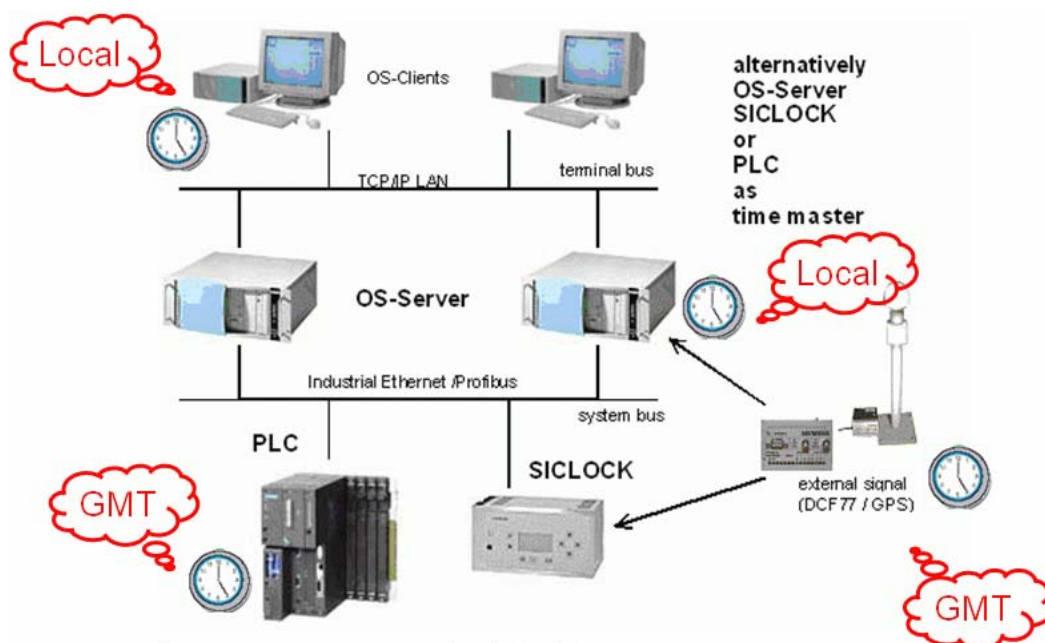 Local
OS-Clients
alternatively
OS-Server
SICLOCK
or
PLC
as
time master
TCP/IP LAN
terminal bus
OS-Server
Local
Industrial Ethernet /Profibus
system bus
PLC
SICLOCK
GMT
external signal
(DCF77 / GPS)
GMT